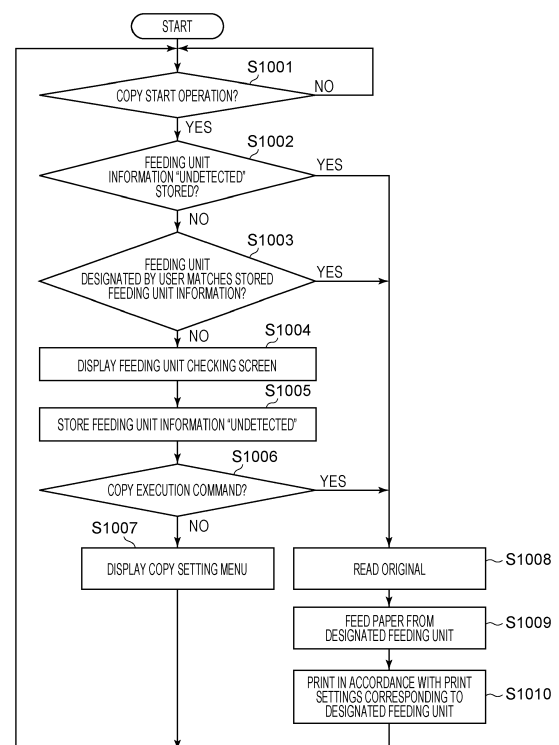 START
S1001
COPY START OPERATION?
NO
YES
S1002
FEEDING UNIT
INFORMATION "UNDETECTED"
STORED?
YES
NO
S1003
FEEDING UNIT
DESIGNATED BY USER MATCHES STORED
FEEDING UNIT INFORMATION?
YES
NO
S1004
DISPLAY FEEDING UNIT CHECKING SCREEN
S1005
STORE FEEDING UNIT INFORMATION "UNDETECTED"
S1006
COPY EXECUTION COMMAND?
YES
NO
S1007
DISPLAY COPY SETTING MENU
READ ORIGINAL
S1008
FEED PAPER FROM
DESIGNATED FEEDING UNIT
S1009
PRINT IN ACCORDANCE WITH PRINT
SETTINGS CORRESPONDING TO
DESIGNATED FEEDING UNIT
S1010